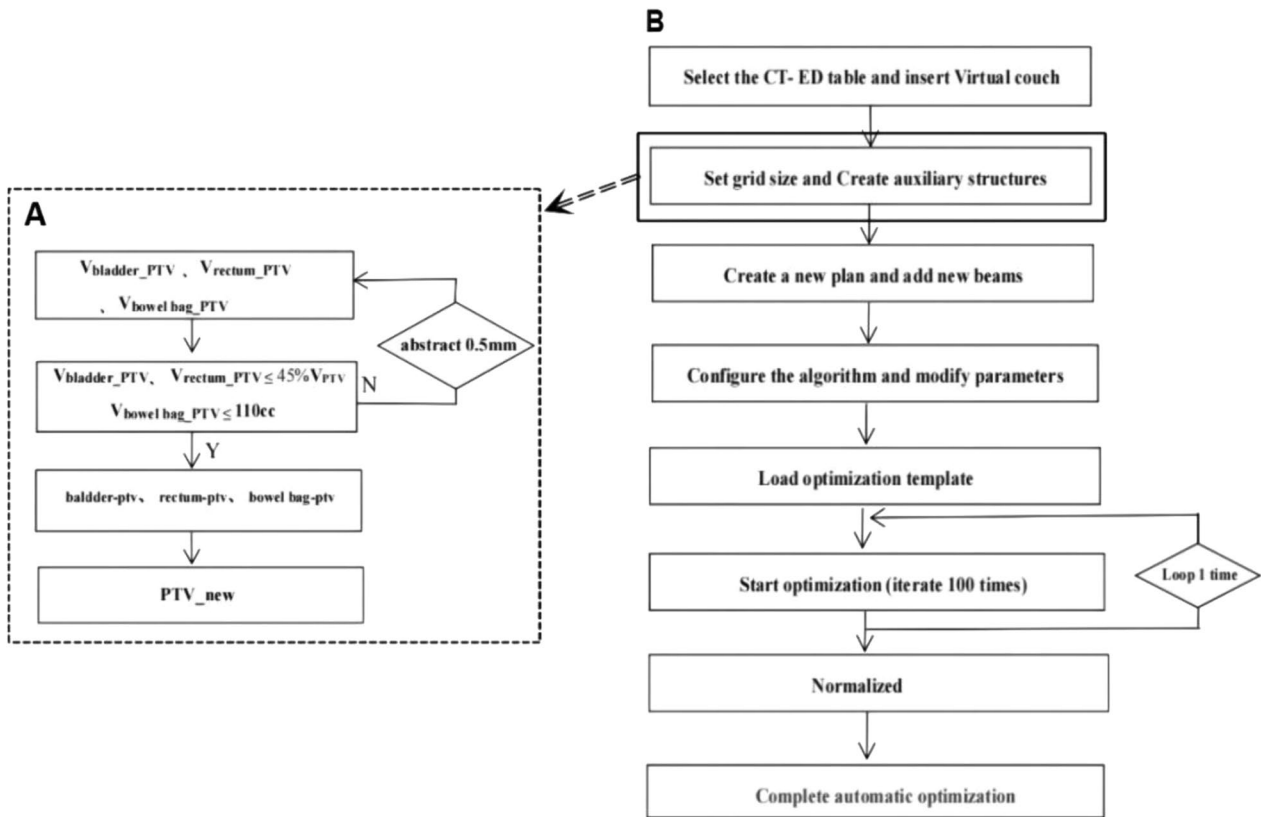 B
Select the CT- ED table and insert Virtual couch
Set grid size and Create auxiliary structures
Create a new plan and add new beams
Configure the algorithm and modify parameters
Load optimization template
Start optimization (iterate 100 times)
Loop 1 time
Normalized
Complete automatic optimization
A
Vbladder_PTV 、Vrectum_PTV
、Vbowel bag_PTV
abstract 0.5mm
Vbladder_PTV、 Vrectum_PTV ≤ 45%VPTV
Vbowel bag_PTV ≤ 110cc
N
Y
baldder-ptv、 rectum-ptv、 bowel bag-ptv
PTV_new